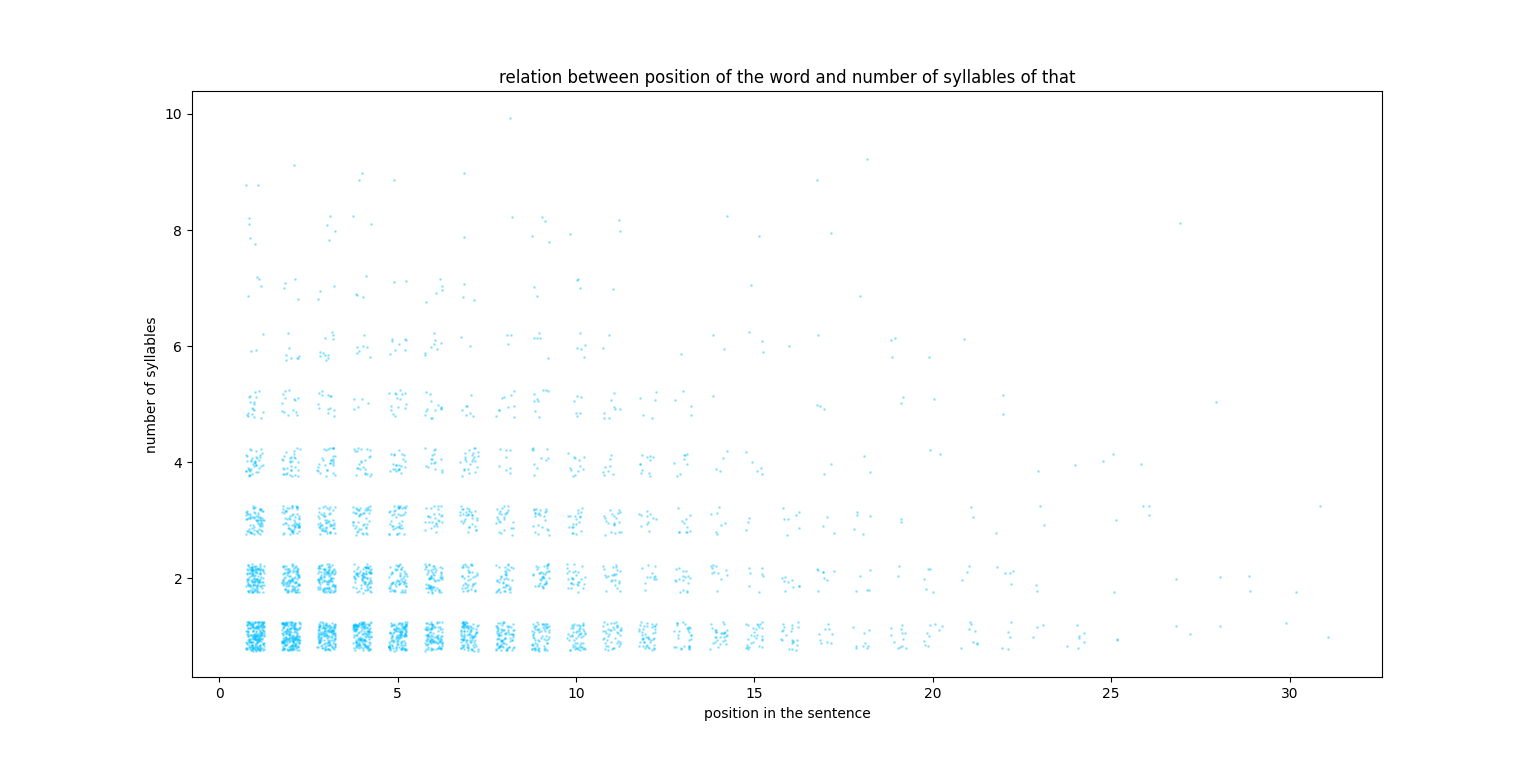 relation between position of the word and number of syllables of that
10
8
6
4
2
number of syllables
0 5 10 15 20 25 30
position in the sentence